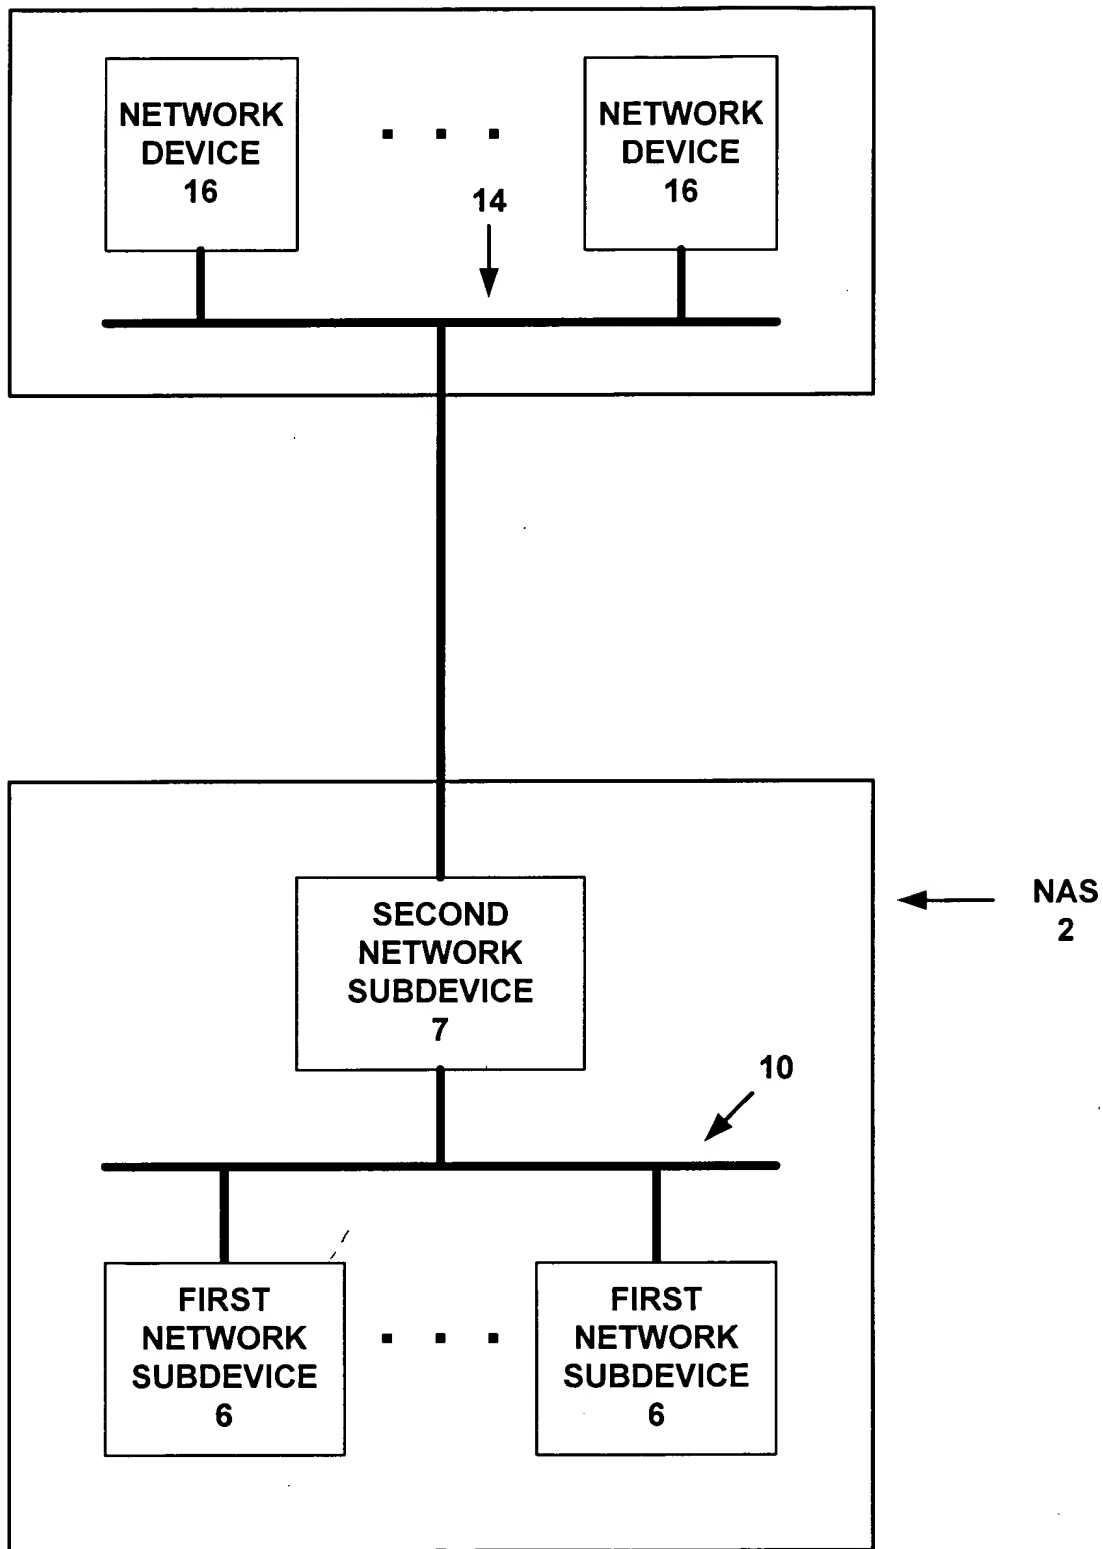 NETWORK
DEVICE
16
NETWORK
DEVICE
16
14
SECOND
NETWORK
SUBDEVICE
7
NAS
2
10
FIRST
NETWORK
SUBDEVICE
6
FIRST
NETWORK
SUBDEVICE
6